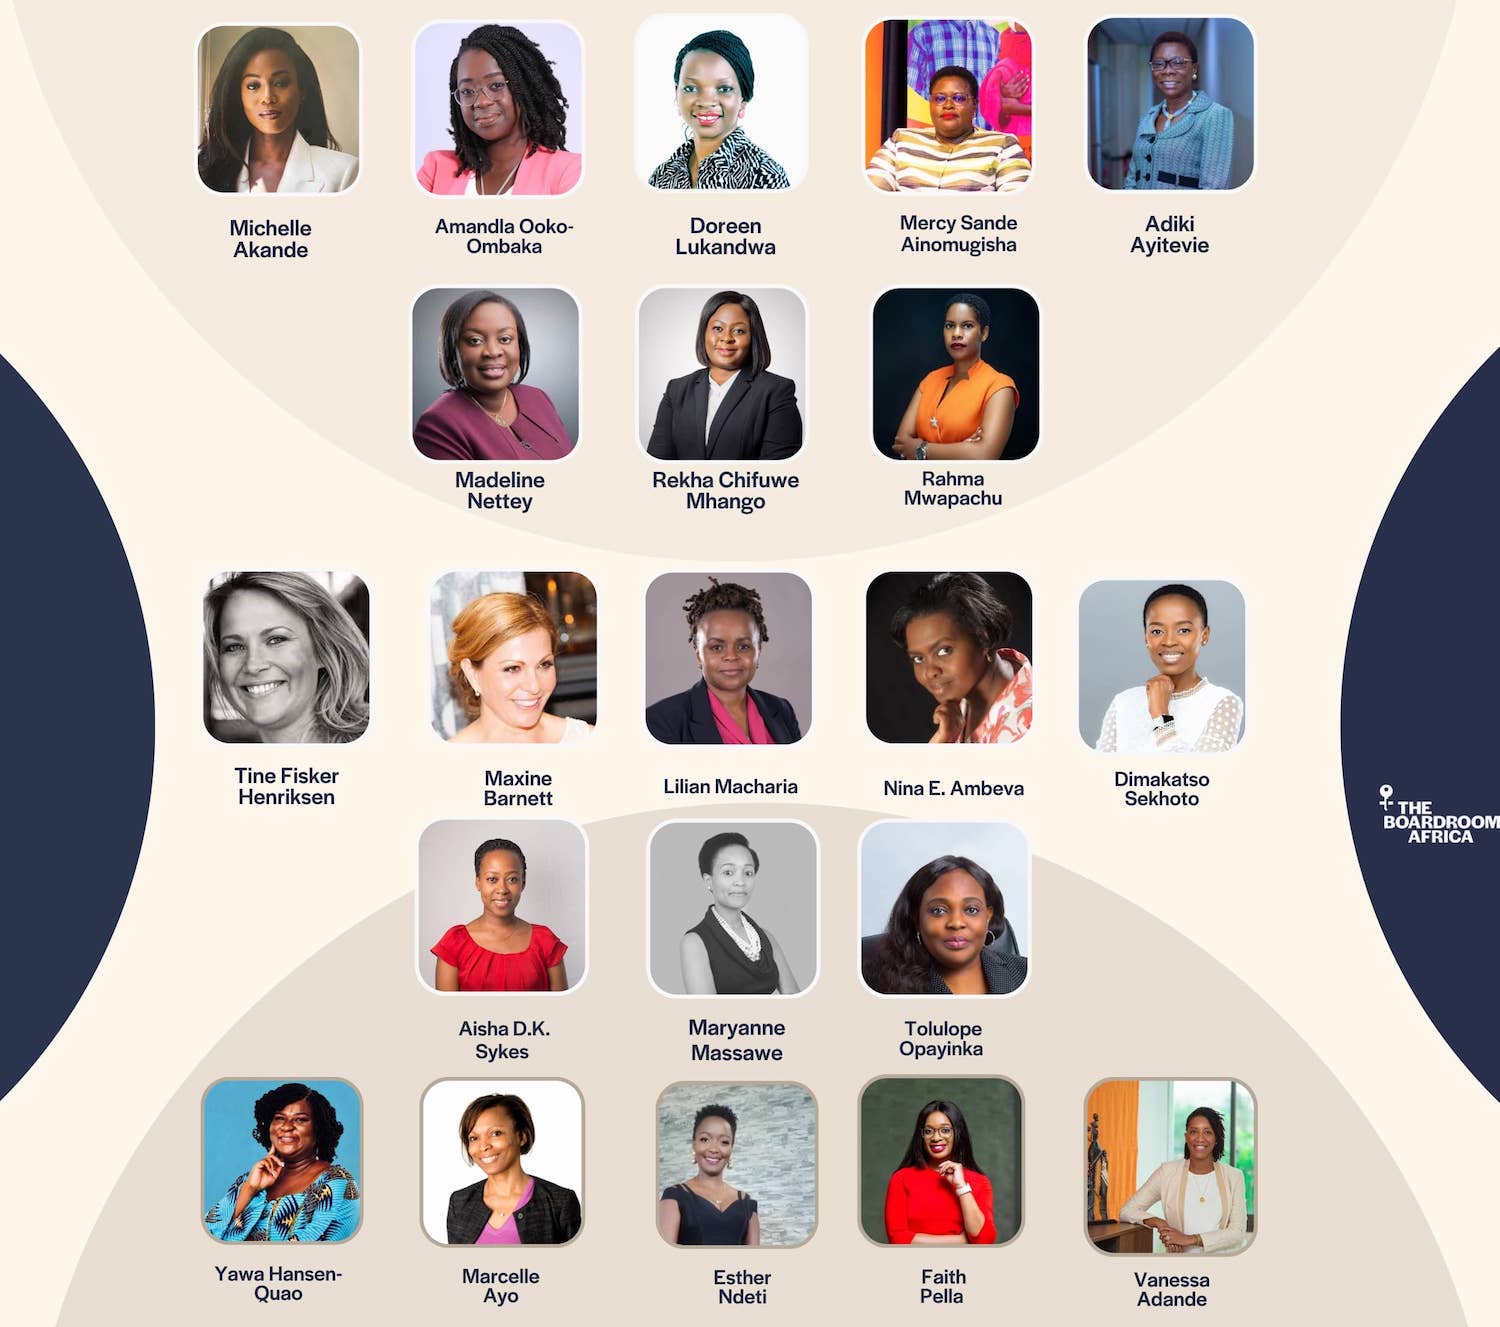 Michelle
Akande
Amandla Ooko-
Ombaka
Doreen
Lukandwa
Mercy Sande
Ainomugisha
Adiki
Ayitevie
Madeline
Nettey
Rekha Chifuwe
Mhango
Rahma
Mwapachu
Tine Fisker
Henriksen
Maxine
Barnett
Lilian Macharia
Nina E. Ambeva
Dimakatso
Sekhoto
THE
BOARDROOM
AFRICA
Aisha D.K.
Sykes
Maryanne
Massawe
Tolulope
Opayinka
Yawa Hansen-
Quao
Marcelle
Ayo
Esther
Ndeti
Faith
Pella
Vanessa
Adande